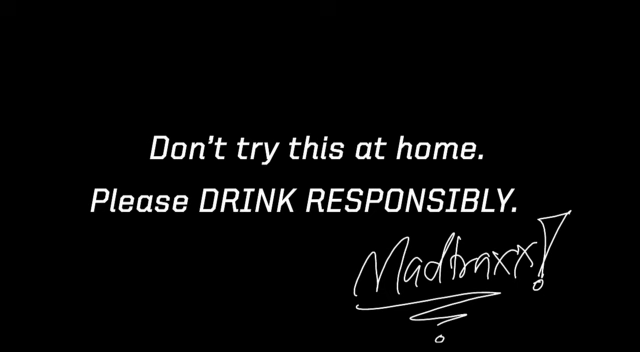 Don't try this at home.
Please DRINK RESPONSIBLY.
Madtraxx!